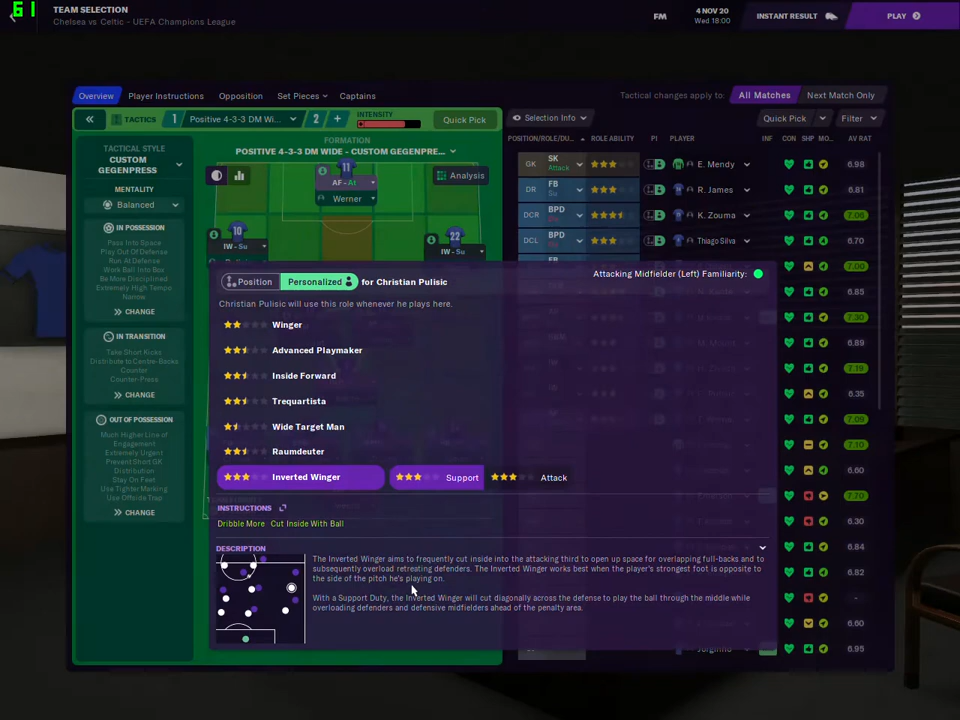 61
TEAM SELECTION
Chelsea vs Celtic - UEFA Champions League
FM
4 NOV 20
Wed 18:00
INSTANT RESULT
PLAY
Overview
Player Instructions
Opposition
Set Pieces
Captains
Tactical changes apply to:
All Matches
Next Match Only
TACTICS
1
Positive 4-3-3 DM Wi...
2
+
INTENSITY
Quick Pick
Selection Info
Quick Pick
Filter
POSITION/ROLE/DU...
ROLE ABILITY
PI
PLAYER
INF
CON
SHP
MO...
AV RAT
TACTICAL STYLE
CUSTOM
GEGENPRESS
MENTALITY
Balanced
IN POSSESSION
Pass Into Space
Play Out Of Defence
Run At Defence
Work Ball Into Box
Be More Disciplined
Extremely High Tempo
Narrow
CHANGE
IN TRANSITION
Take Short Kicks
Distribute to Centre-Backs
Counter
Counter-Press
CHANGE
OUT OF POSSESSION
Much Higher Line of
Engagement
Extremely Urgent
Prevent Short GK
Distribution
Stay On Feet
Use Tighter Marking
Use Offside Trap
CHANGE
FORMATION
POSITIVE 4-3-3 DM WIDE - CUSTOM GEGENPRE...
Analysis
11
AF - At
Werner
10
IW - Su
22
IW - Su
GK
SK
Attack
E. Mendy
6.98
DR
FB
Su
R. James
6.81
DCR
BPD
K. Zouma
7.06
DCL
BPD
Thiago Silva
6.70
7.00
6.85
7.30
6.89
7.19
6.35
7.09
7.10
6.60
7.70
6.30
6.84
6.82
-
6.60
Jorginho
6.95
Position
Personalized
for Christian Pulisic
Attacking Midfielder (Left) Familiarity:
Christian Pulisic will use this role whenever he plays here.
Winger
Advanced Playmaker
Inside Forward
Trequartista
Wide Target Man
Raumdeuter
Inverted Winger
Support
Attack
INSTRUCTIONS
Dribble More Cut Inside With Ball
DESCRIPTION
The Inverted Winger aims to frequently cut inside into the attacking third to open up space for overlapping full-backs and to
subsequently overload retreating defenders. The Inverted Winger works best when the player's strongest foot is opposite to
the side of the pitch he's playing on.
With a Support Duty, the Inverted Winger will cut diagonally across the defense to play the ball through the middle while
overloading defenders and defensive midfielders ahead of the penalty area.